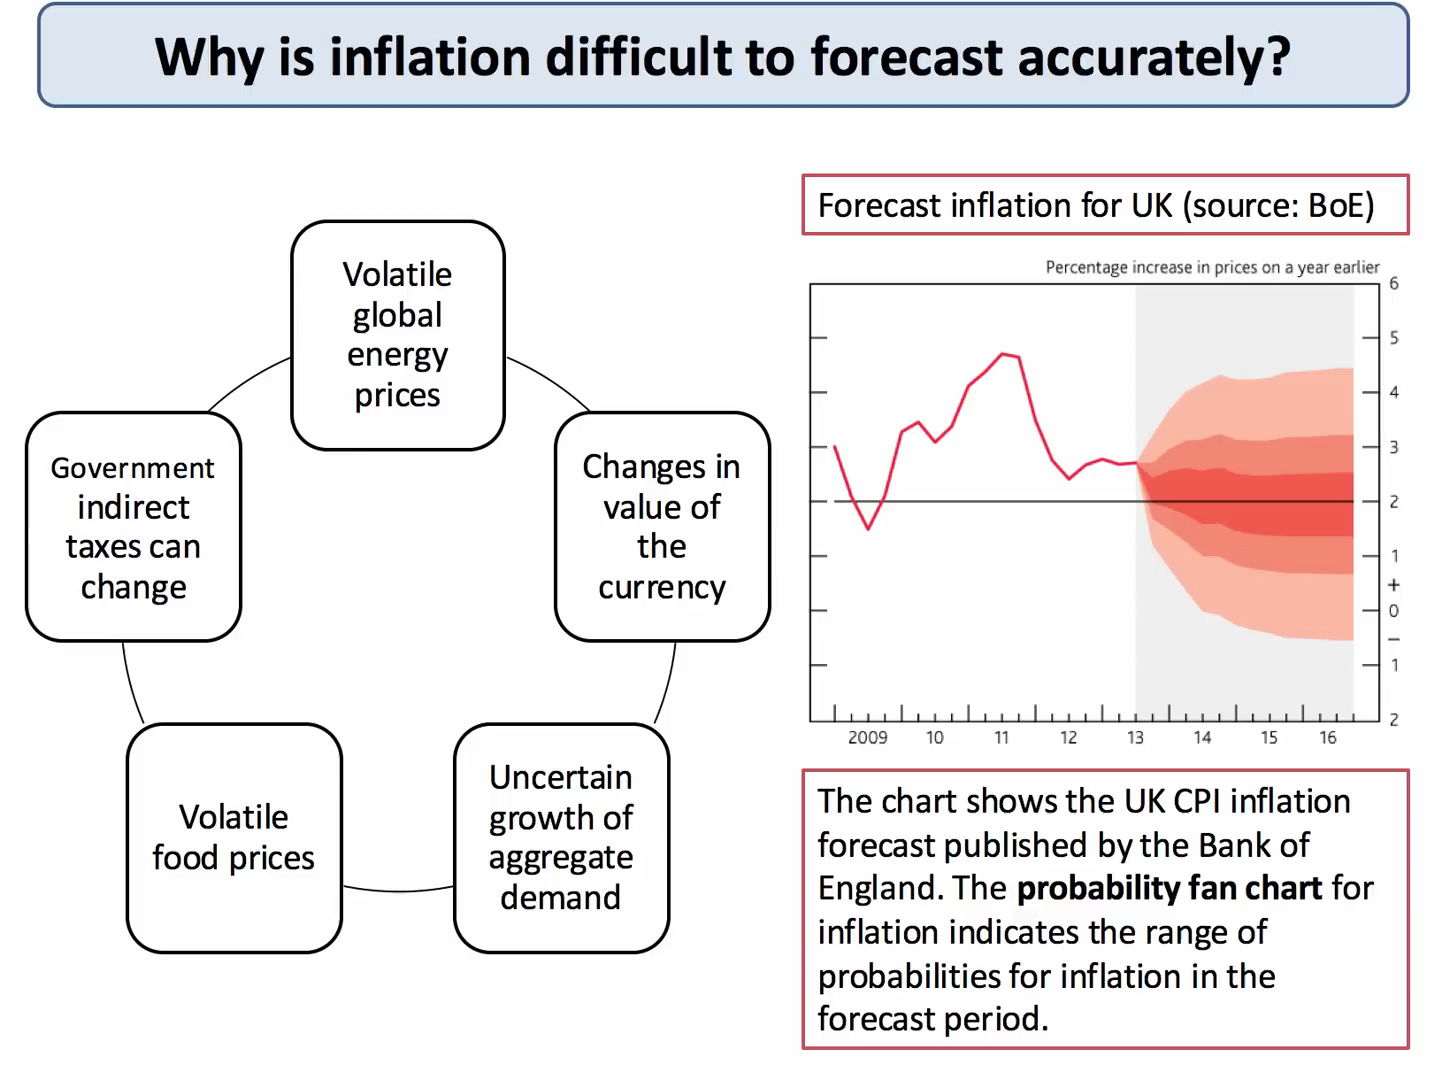 Why is inflation difficult to forecast accurately?
Volatile
global
energy
prices
Changes in
value of
the
currency
Uncertain
growth of
aggregate
demand
Volatile
food prices
Government
indirect
taxes can
change
Forecast inflation for UK (source: BoE)
Percentage increase in prices on a year earlier
6
5
4
3
2
1
+
0
–
1
2
2009 10 11 12 13 14 15 16
The chart shows the UK CPI inflation
forecast published by the Bank of
England. The probability fan chart for
inflation indicates the range of
probabilities for inflation in the
forecast period.